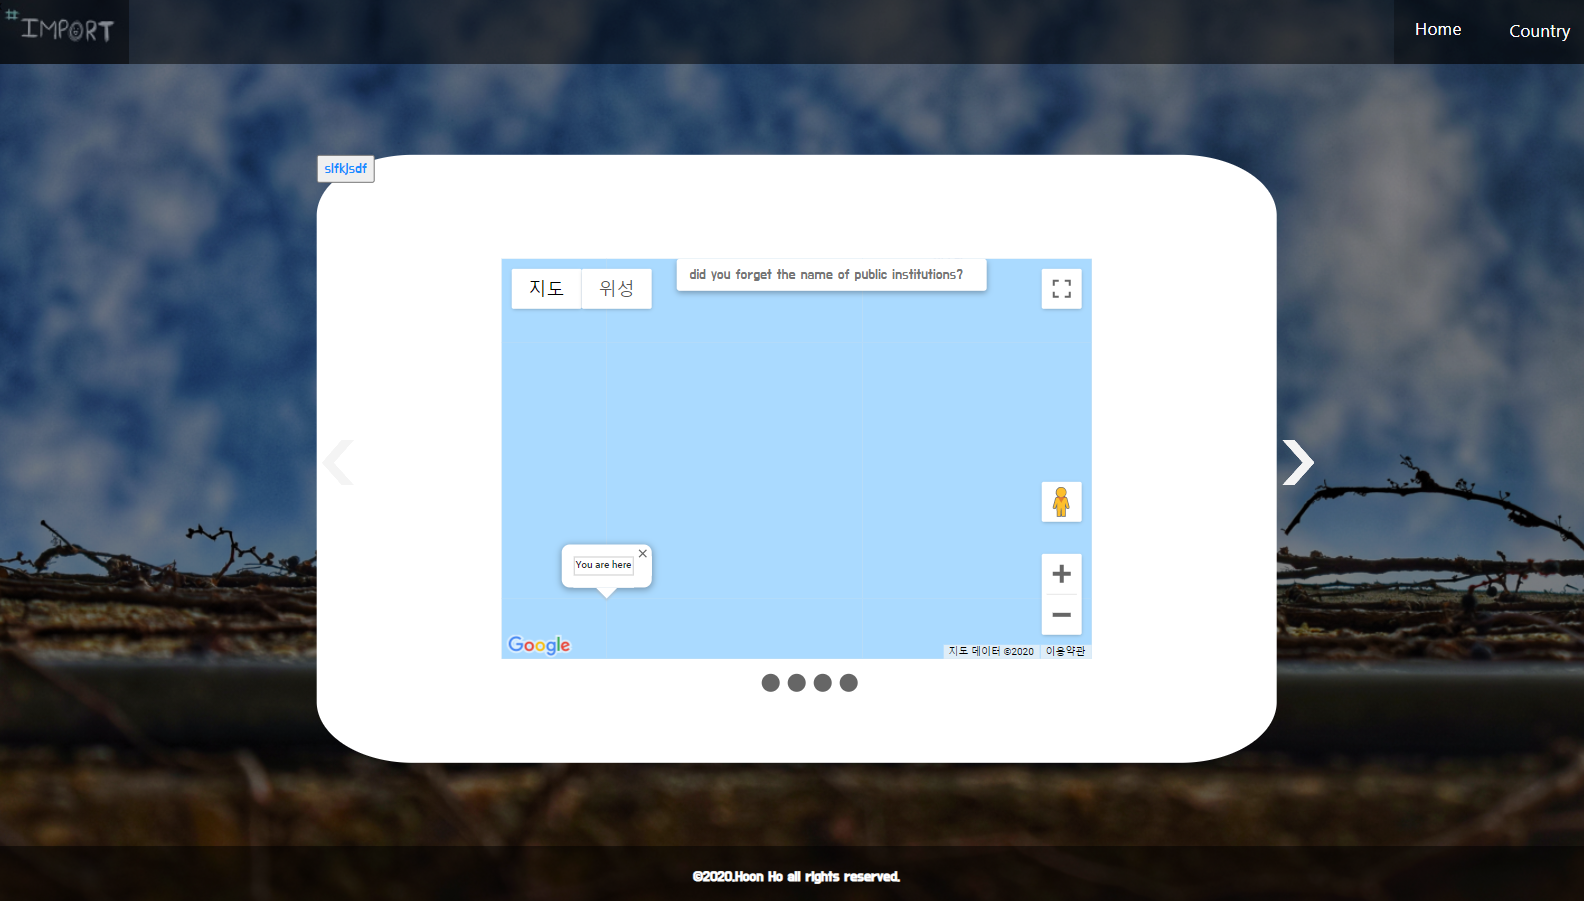 #IMPORT
Home
Country
slfkjsdf
지도
위성
did you forget the name of public institutions?
You are here
Google
지도 데이터 ©2020
이용약관
©2020.Hoon Ho all rights reserved.